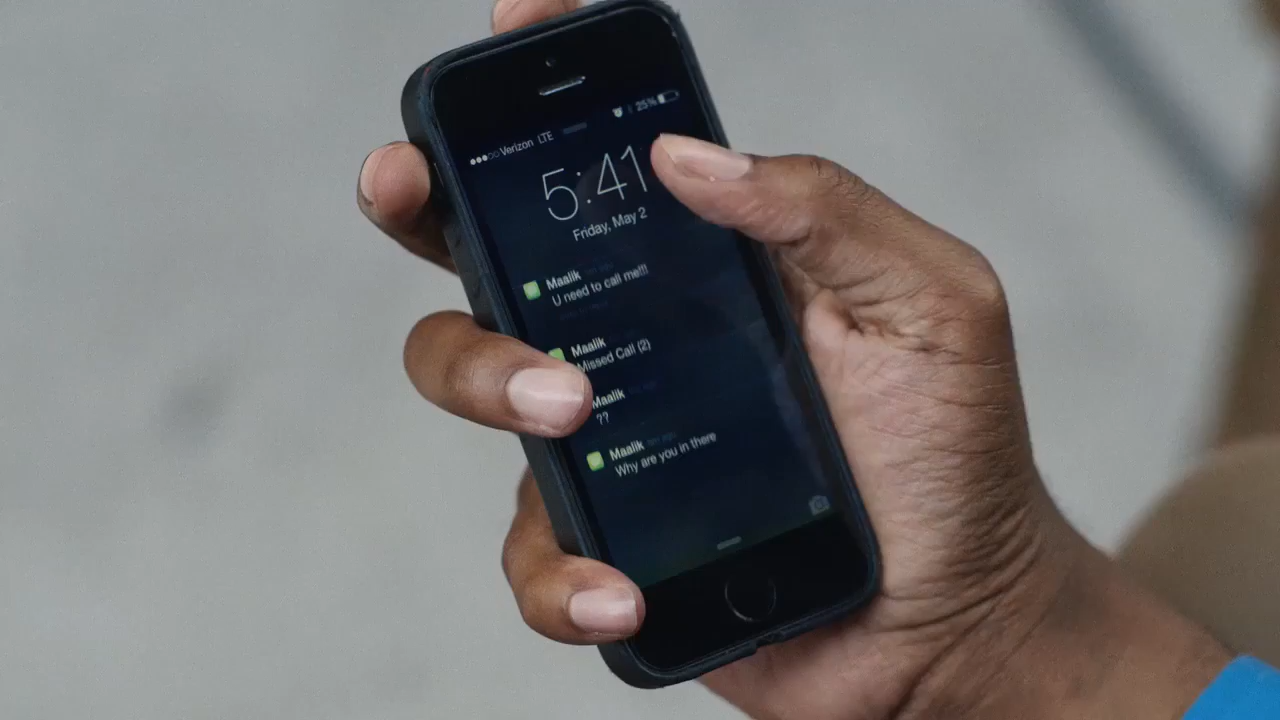 25%
Verizon LTE
5:41
Friday, May 2
Maalik
U need to call me!!!
Maalik
Missed Call (2)
Maalik
??
Maalik
Why are you in there